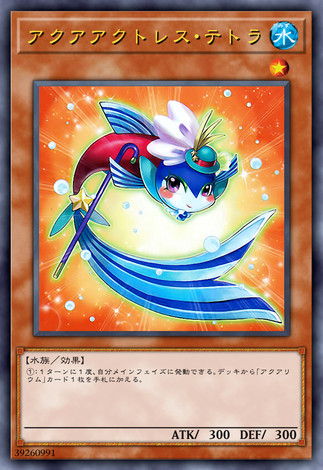 アクアアクトレス・テトラ
水
【水族／効果】
①:１ターンに１度、自分メインフェイズに発動できる。デッキから「アクアリ
ウム」カード１枚を手札に加える。
ATK/ 300 DEF/ 300
39260991